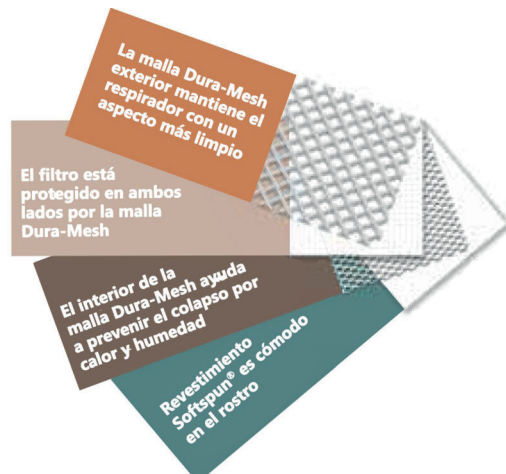 La malla Dura-Mesh
exterior mantiene el
respirador con un
aspecto más limpio
El filtro está
protegido en ambos
lados por la malla
Dura-Mesh
El interior de la
malla Dura-Mesh ayuda
a prevenir el colapso por
calor y humedad
Revestimiento
Softspun® es cómodo
en el rostro